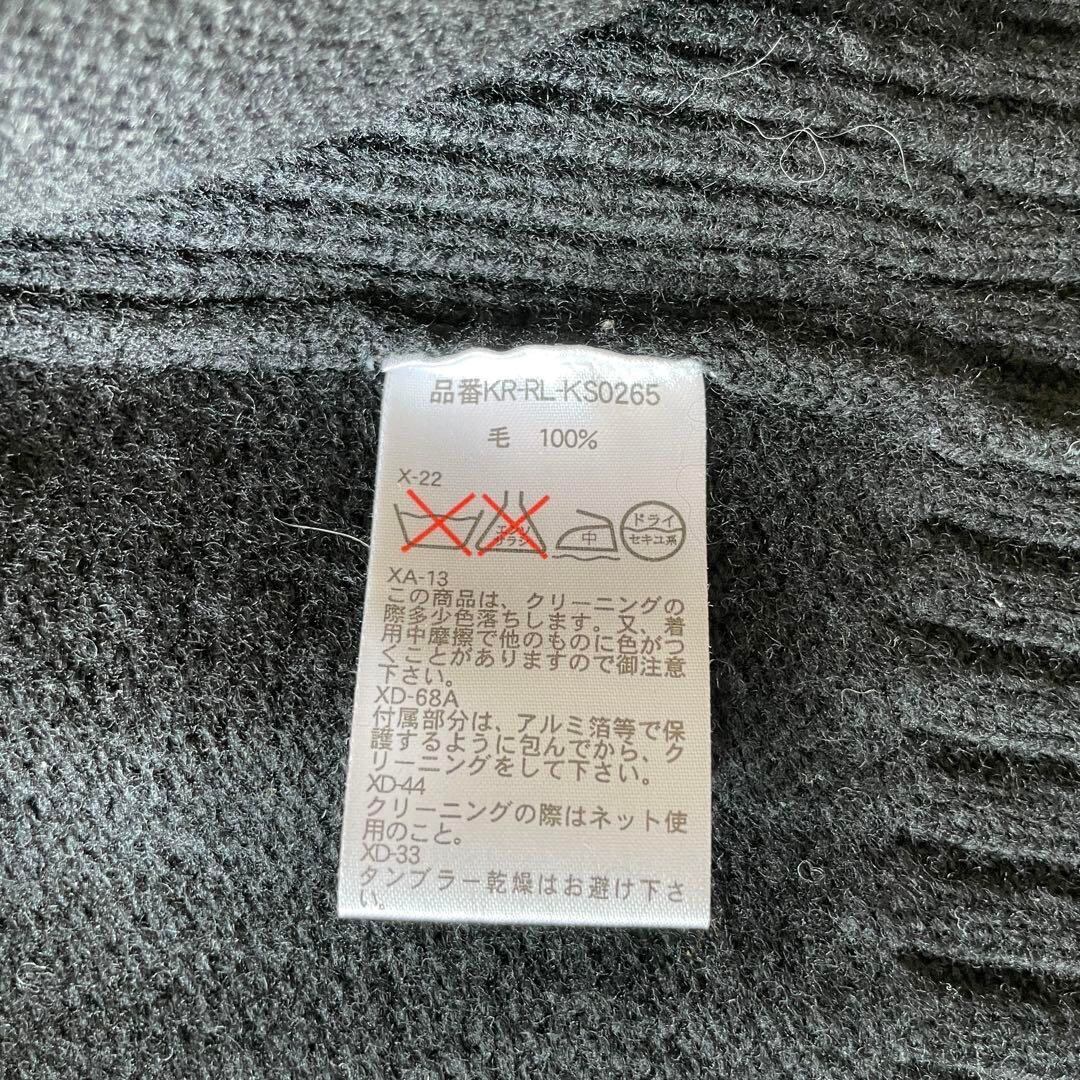 品番KR-RL-KS0265
毛 100%
X-22
エンソ
サラシ
中
ドライ
セキユ系
XA-13
この商品は、クリーニングの
際多少色落ちします。又、着
用中摩擦で他のものに色がつ
くことがありますので御注意
下さい。
XD-68A
付属部分は、アルミ箔等で保
護するように包んでから、ク
リーニングをして下さい。
XD-44
クリーニングの際はネット使
用のこと。
XD-33
タンブラー乾燥はお避け下さ
い。